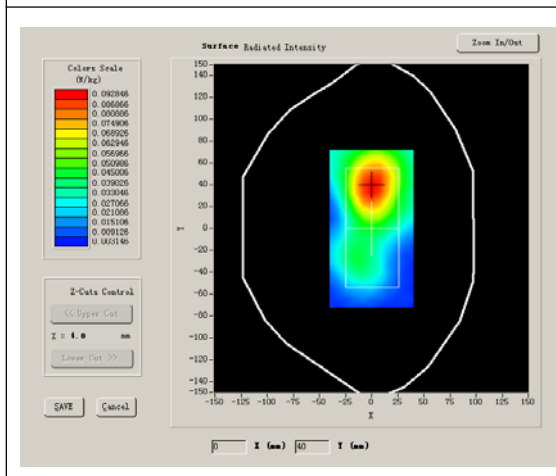 Surface Radiated Intensity
Zoom In/Out
Colors Scale
(W/kg)
0.092846
0.086866
0.080886
0.074906
0.068926
0.062946
0.056966
0.050986
0.045006
0.039026
0.033046
0.027066
0.021086
0.015106
0.009126
0.003146
Z-Cuts Control
<< Upper Cut
Z = 4.0 mm
Lower Cut >>
SAVE Cancel
150
140
120
100
80
60
40
20
0
-20
-40
-60
-80
-100
-120
-140
-150
Y
-150 -125 -100 -75 -50 -25 0 25 50 75 100 125 150
X
0 X (mm) 40 Y (mm)